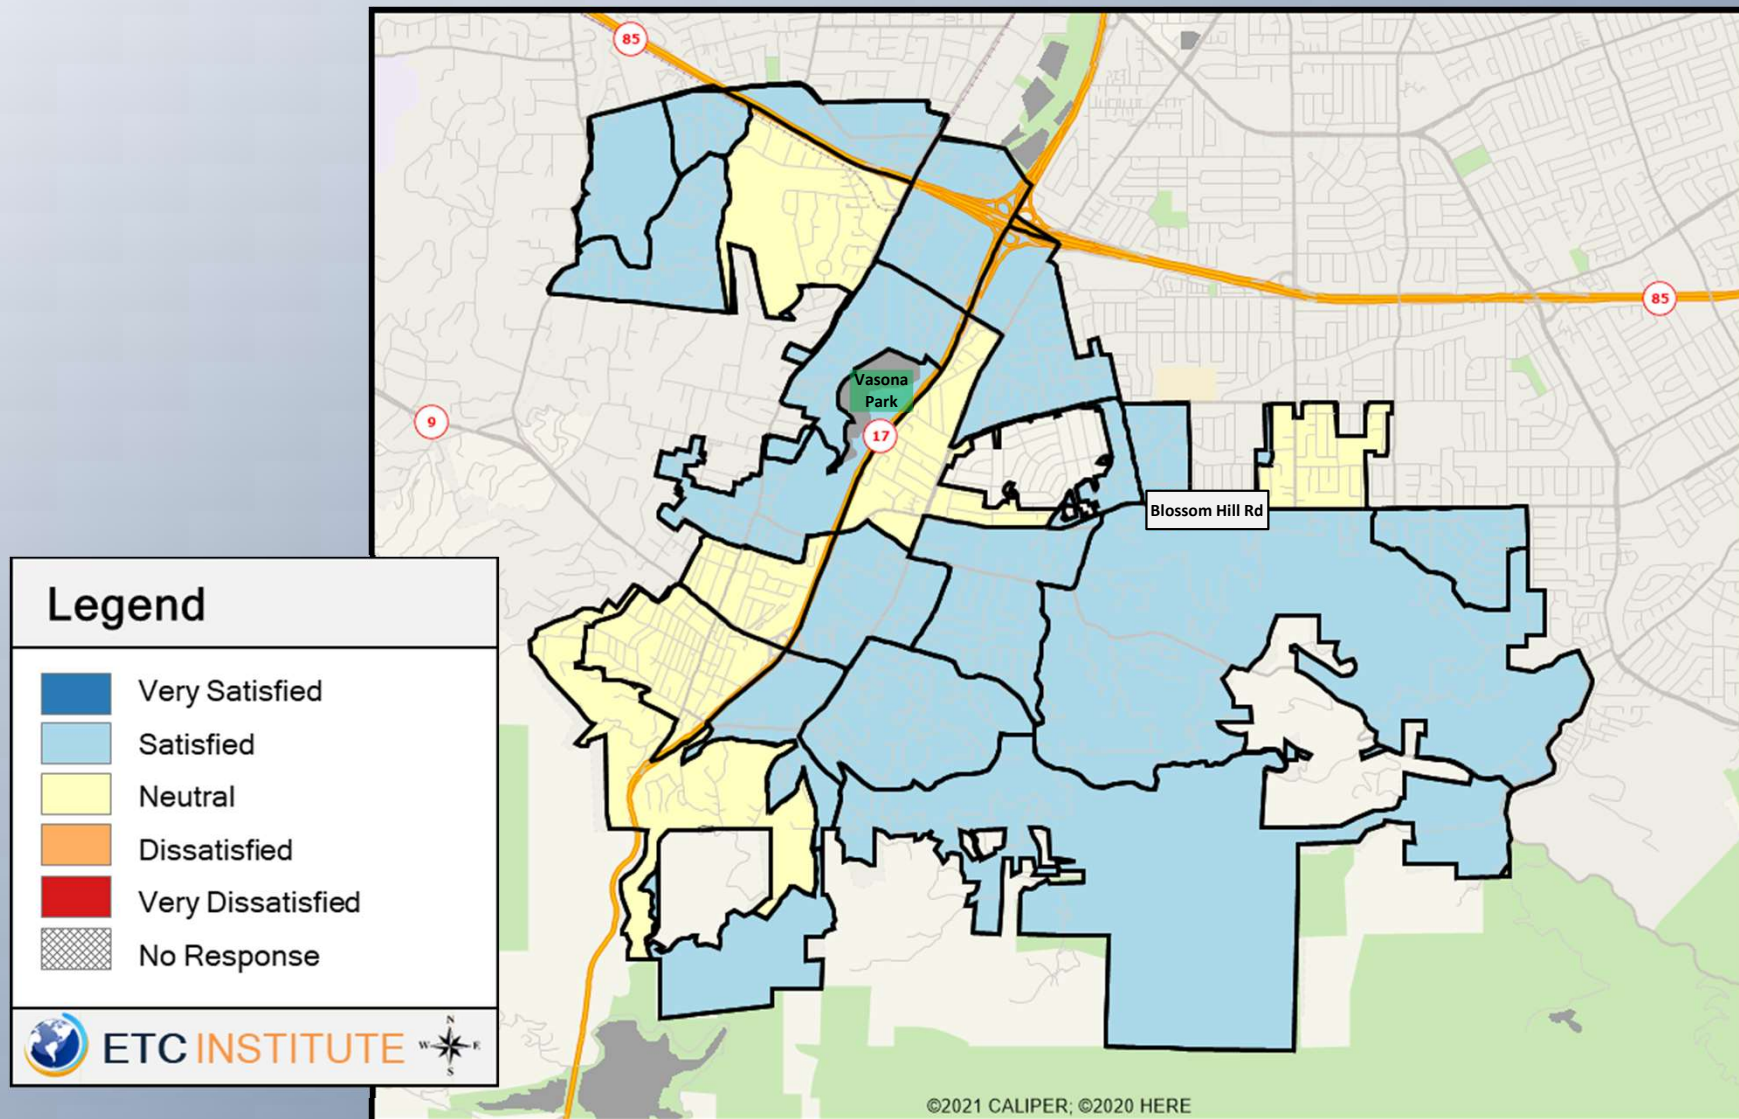 85
85
9
Vasona
Park
17
Blossom Hill Rd
Legend
Very Satisfied
Satisfied
Neutral
Dissatisfied
Very Dissatisfied
No Response
ETC INSTITUTE
N
W
E
S
©2021 CALIPER; ©2020 HERE